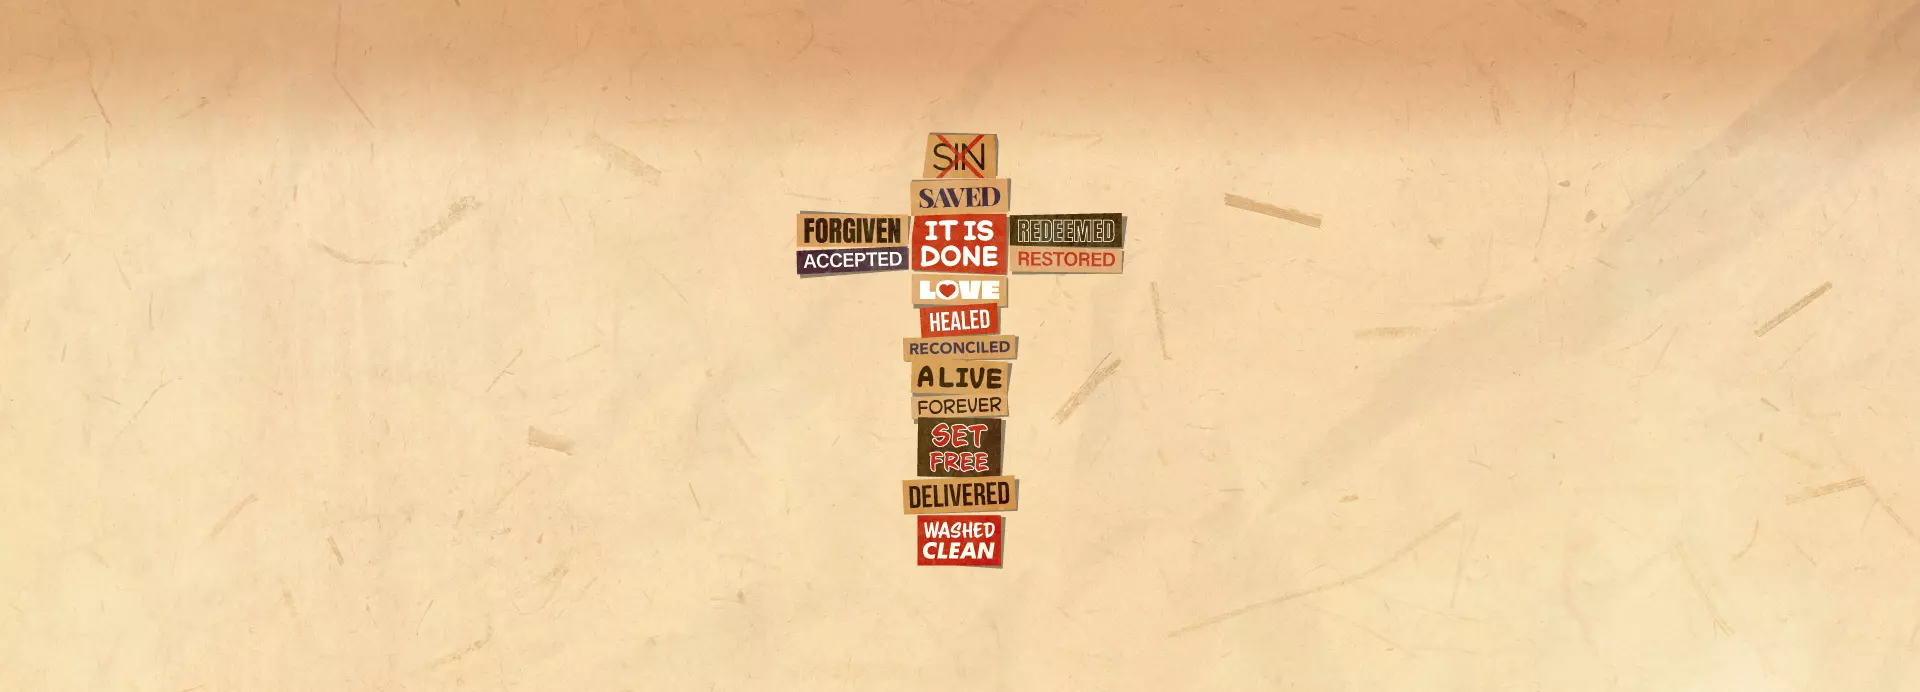 SIN
SAVED
FORGIVEN
ACCEPTED
IT IS
DONE
REDEEMED
RESTORED
LOVE
HEALED
RECONCILED
ALIVE
FOREVER
SET
FREE
DELIVERED
WASHED
CLEAN